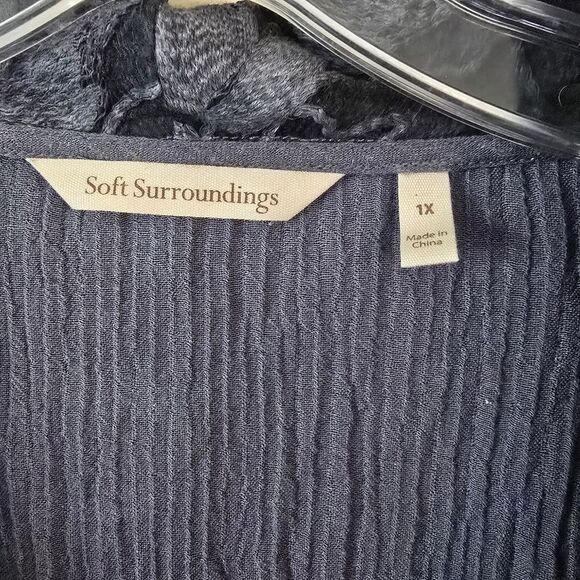 Soft Surroundings
1X
Made in
China